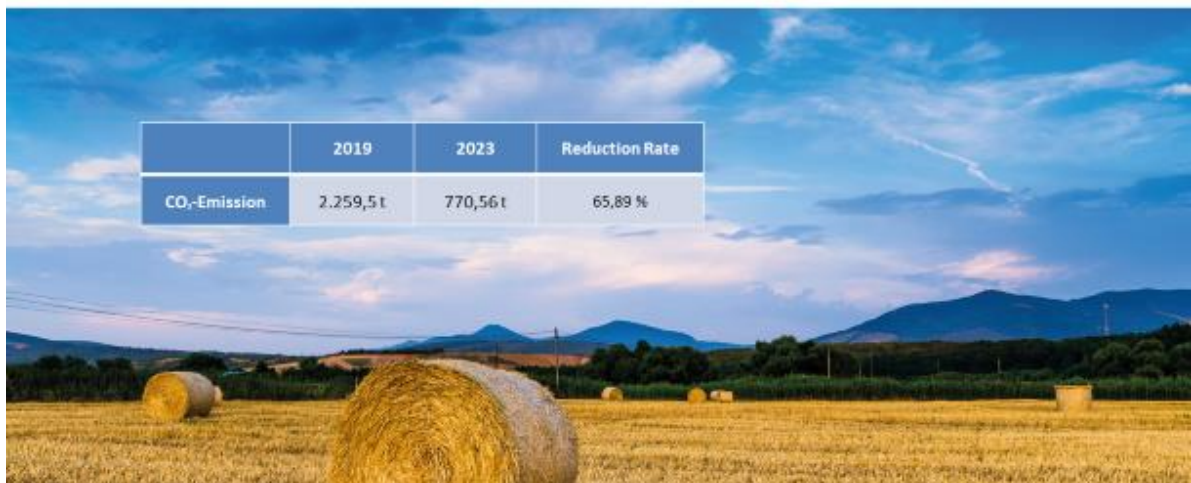 2019 2023 Reduction Rate
CO₂-Emission 2.259,5 t 770,56 t 65,89 %